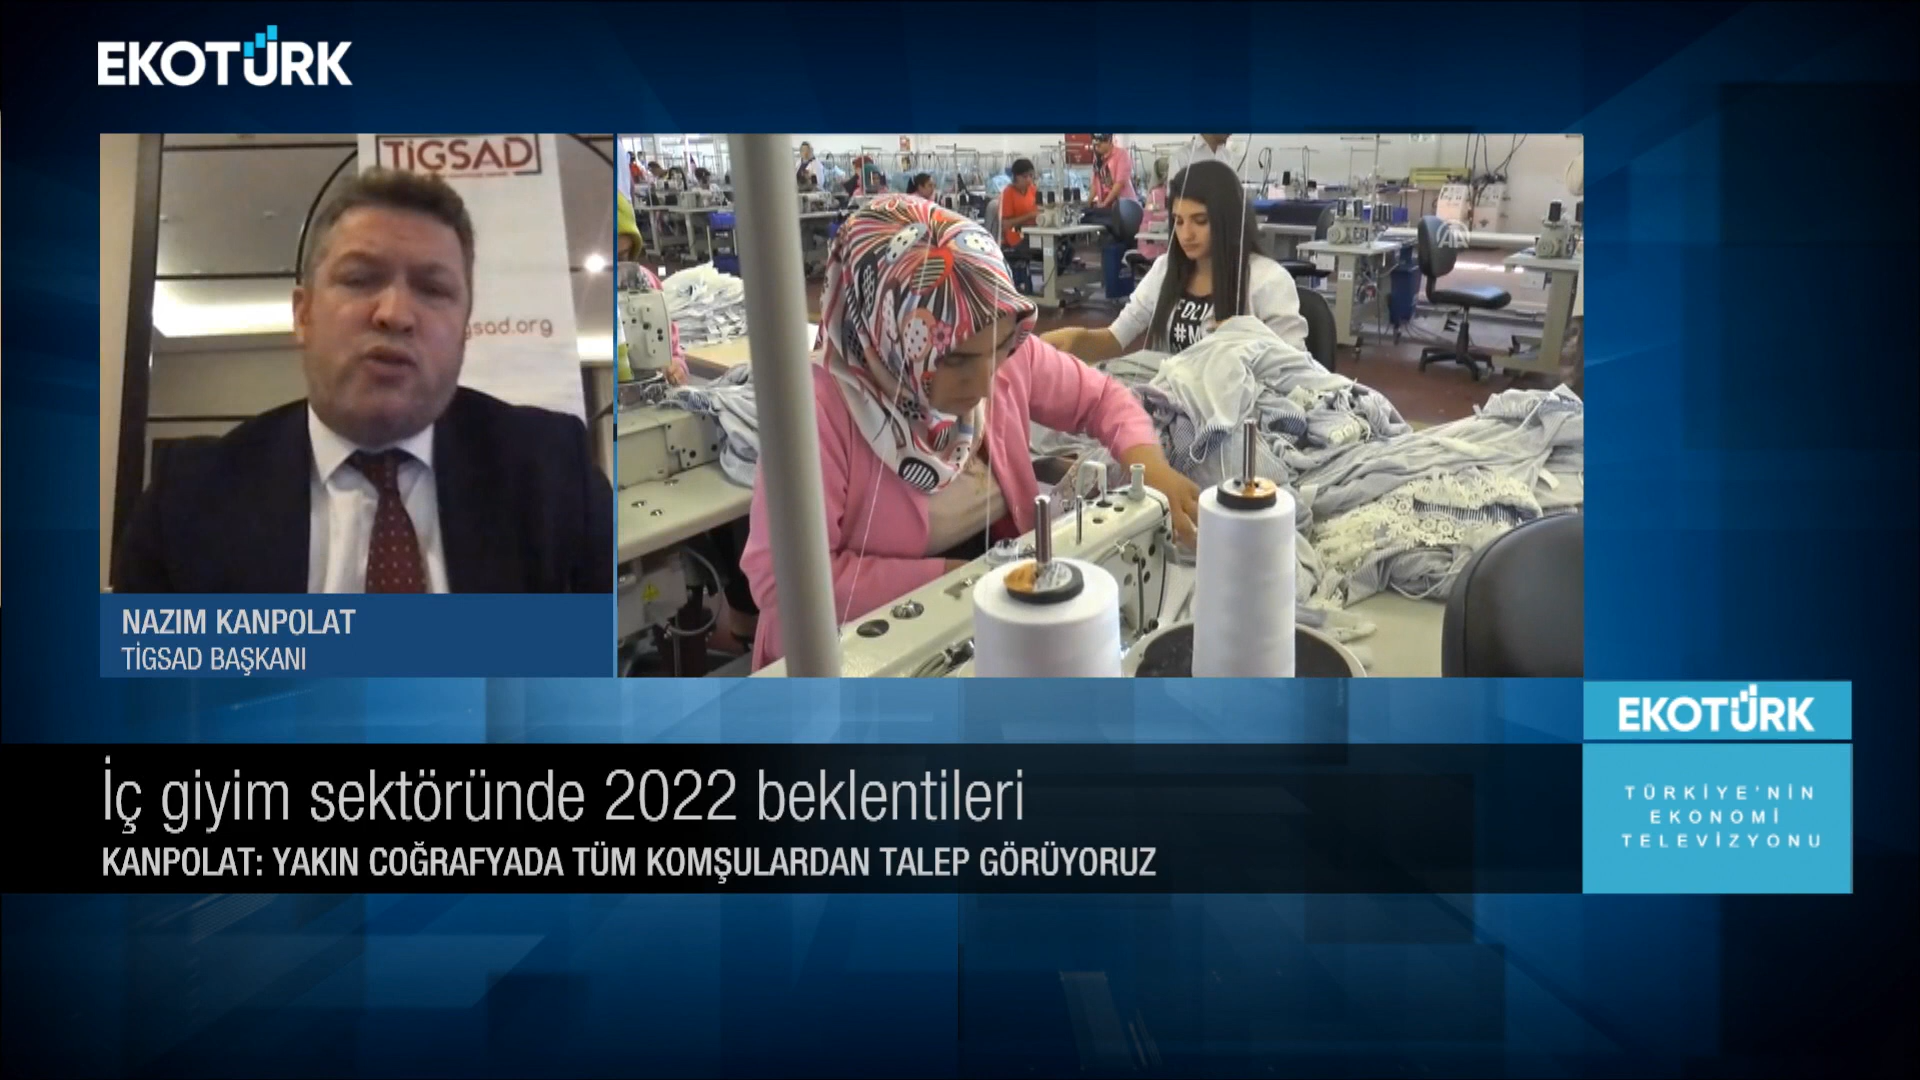 EKOTÜRK
TİGSAD
gsad.org
AA
NAZIM KANPOLAT
TİGSAD BAŞKANI
EKOTÜRK
TÜRKİYE'NİN
EKONOMİ
TELEVİZYONU
İç giyim sektöründe 2022 beklentileri
KANPOLAT: YAKIN COĞRAFYADA TÜM KOMŞULARDAN TALEP GÖRÜYORUZ